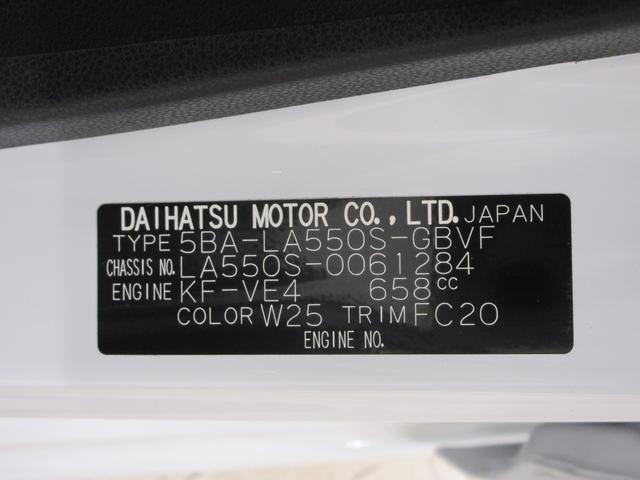 DAIHATSU MOTOR CO., LTD. JAPAN
TYPE 5BA-LA550S-GBVF
CHASSIS NO. LA550S-0061284
ENGINE KF-VE4 658cc
COLOR W25 TRIM FC20
ENGINE NO.